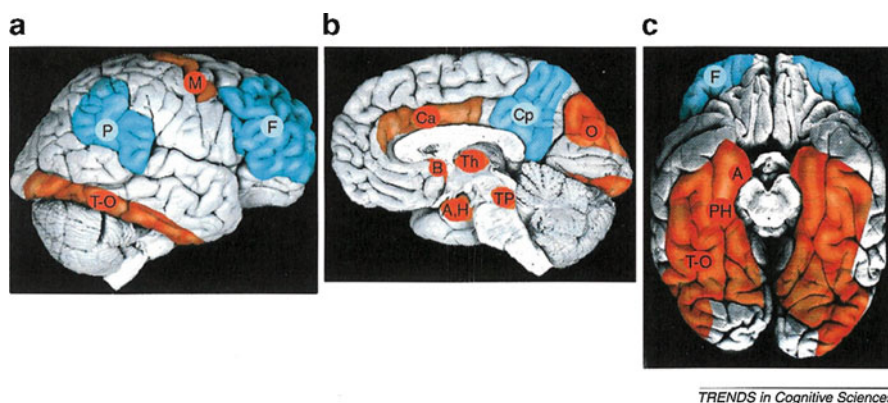 a
b
c
M
P
F
T-O
Ca
Cp
O
B
Th
A,H
TP
F
A
PH
T-O
TRENDS in Cognitive Sciences